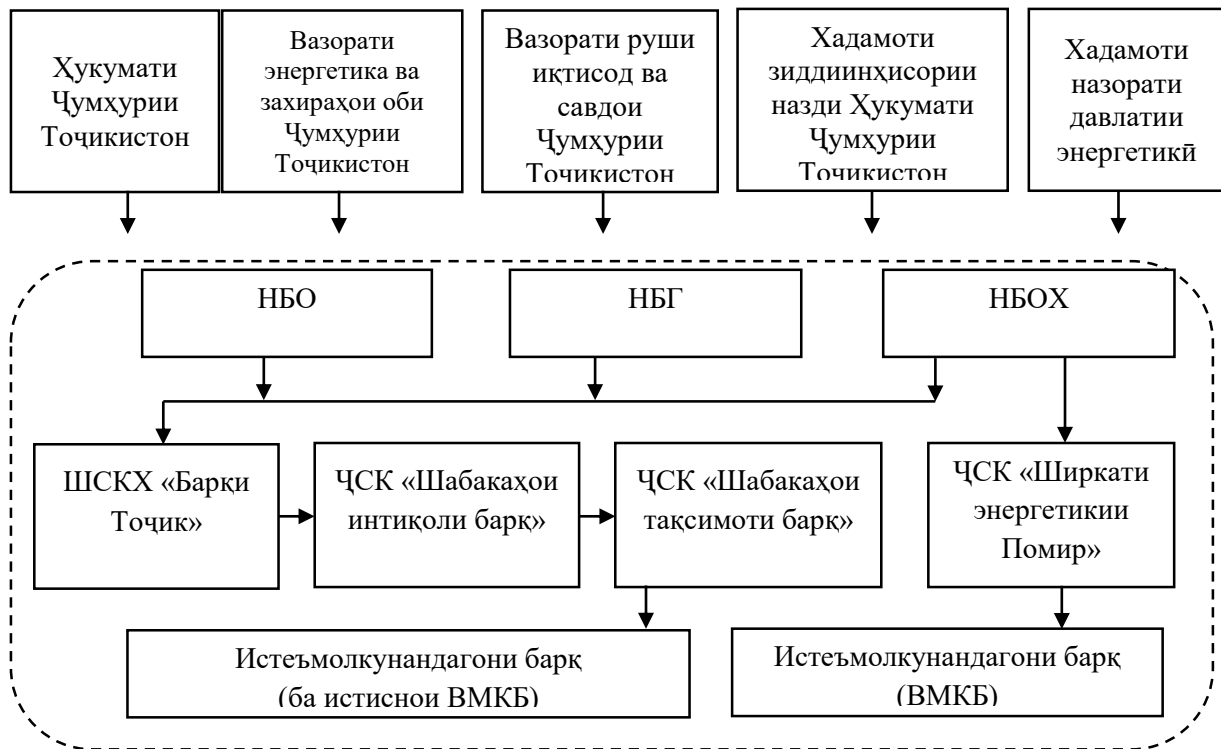 Ҳукумати
Ҷумҳурии
Тоҷикистон
Вазорати
энергетика ва
захираҳои оби
Ҷумҳурии
Тоҷикистон
Вазорати руши
иқтисод ва
савдои
Ҷумҳурии
Тоҷикистон
Хадамоти
зиддиинҳисории
назди Ҳукумати
Ҷумҳурии
Тоҷикистон
Хадамоти
назорати
давлатии
энергетикӣ
НБО
НБГ
НБОХ
ШСКХ «Барқи
Тоҷик»
ҶСК «Шабакаҳои
интиқоли барқ»
ҶСК «Шабакаҳои
тақсимоти барқ»
ҶСК «Ширкати
энергетикии
Помир»
Истеъмолкунандагони барқ
(ба истиснои ВМКБ)
Истеъмолкунандагони барқ
(ВМКБ)